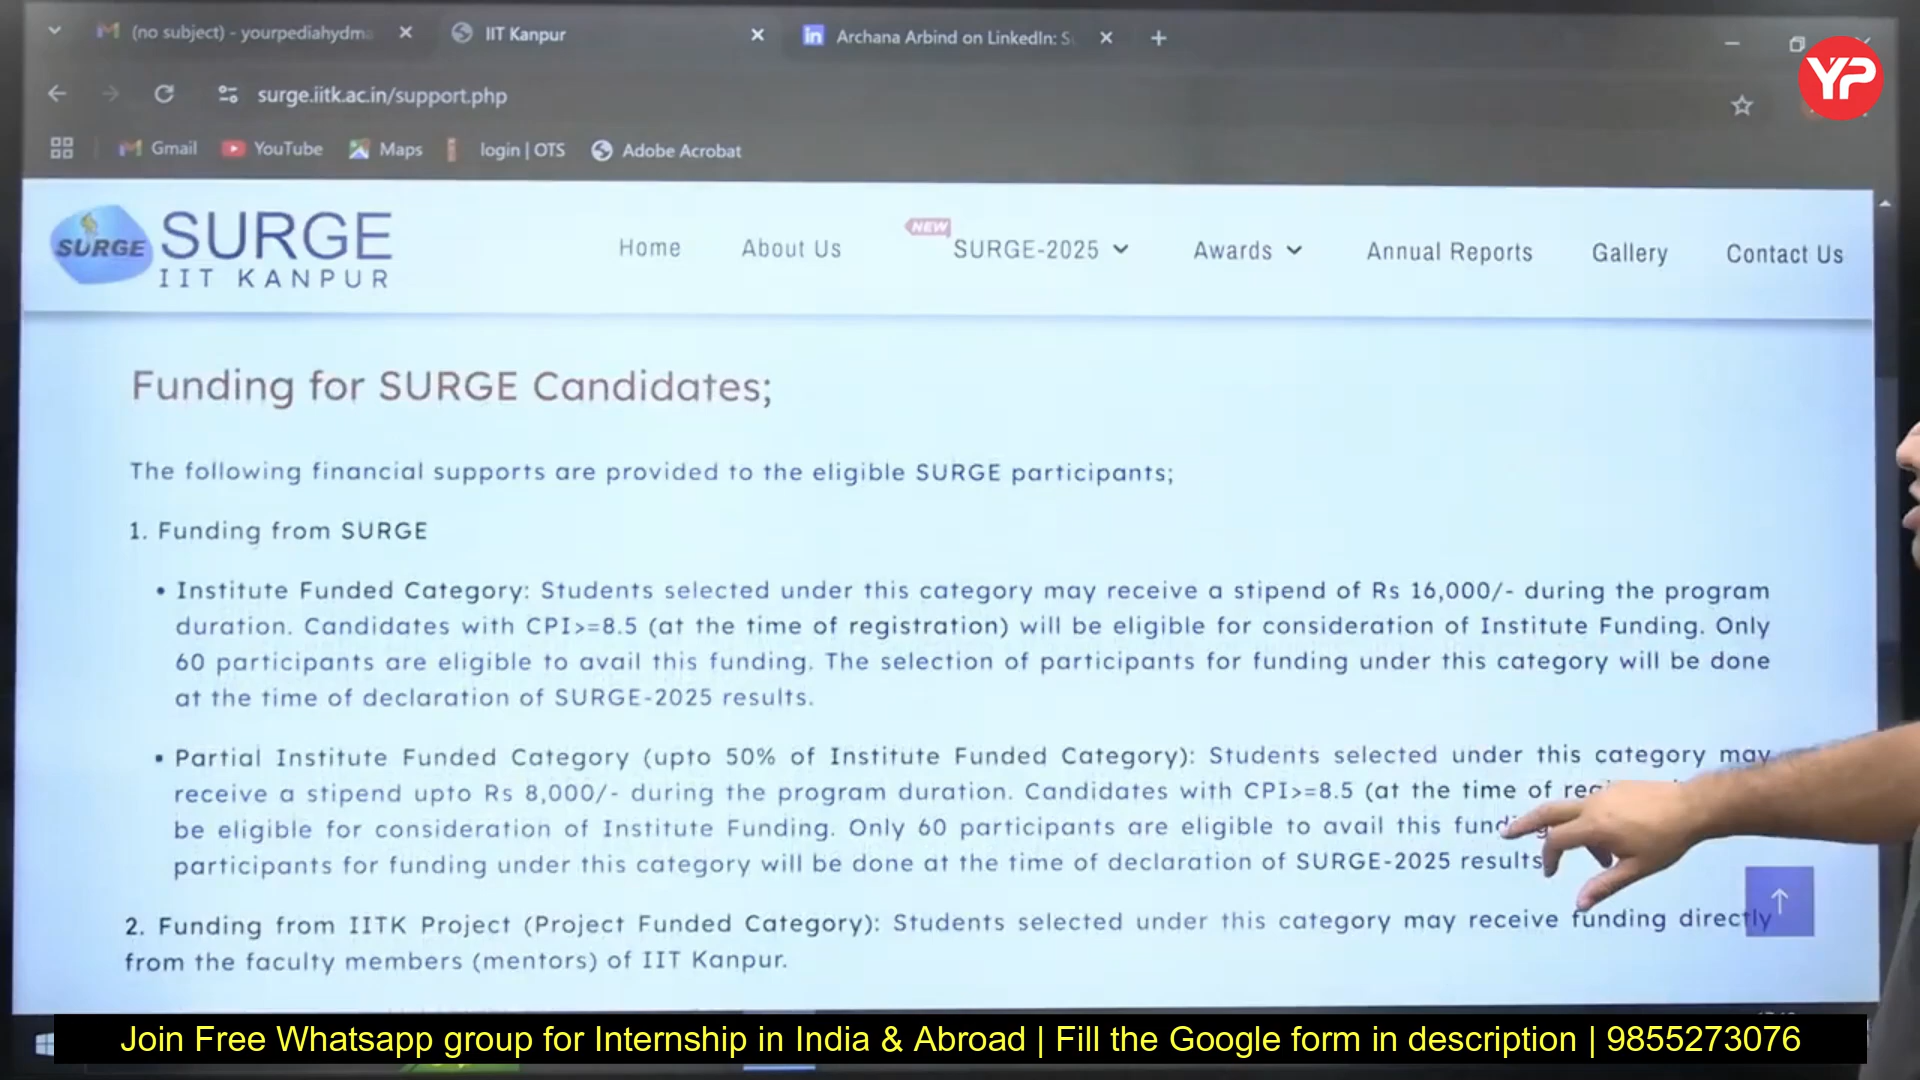 (no subject) - yourpediahydma
IIT Kanpur
in
Archana Arbind on LinkedIn: S
YP
surge.iitk.ac.in/support.php
Gmail
YouTube
Maps
login | OTS
Adobe Acrobat
SURGE
SURGE
IIT KANPUR
Home
About Us
NEW
SURGE-2025
Awards
Annual Reports
Gallery
Contact Us
Funding for SURGE Candidates;
The following financial supports are provided to the eligible SURGE participants;
1. Funding from SURGE
• Institute Funded Category: Students selected under this category may receive a stipend of Rs 16,000/- during the program
duration. Candidates with CPI>=8.5 (at the time of registration) will be eligible for consideration of Institute Funding. Only
60 participants are eligible to avail this funding. The selection of participants for funding under this category will be done
at the time of declaration of SURGE-2025 results.
• Partial Institute Funded Category (upto 50% of Institute Funded Category): Students selected under this category may
receive a stipend upto Rs 8,000/- during the program duration. Candidates with CPI>=8.5 (at the time of
be eligible for consideration of Institute Funding. Only 60 participants are eligible to avail this
participants for funding under this category will be done at the time of declaration of SURGE-2025 results
2. Funding from IITK Project (Project Funded Category): Students selected under this category may receive funding directly
from the faculty members (mentors) of IIT Kanpur.
Join Free Whatsapp group for Internship in India & Abroad | Fill the Google form in description | 9855273076